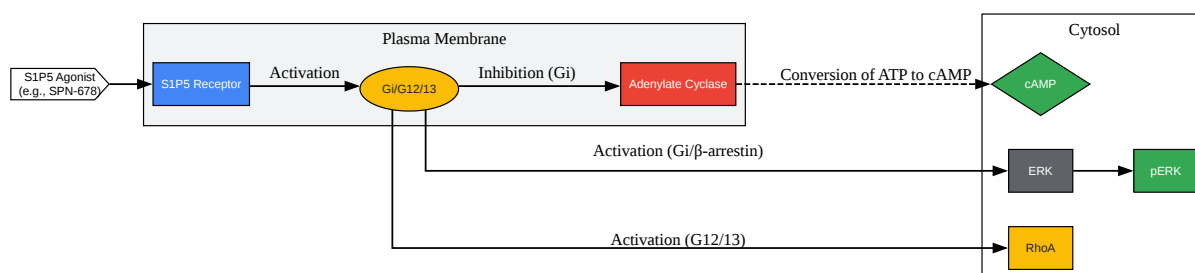 Plasma Membrane
Cytosol
S1P5 Agonist
(e.g., SPN-678)
S1P5 Receptor
Activation
Gi/G12/13
Inhibition (Gi)
Adenylate Cyclase
Conversion of ATP to cAMP
cAMP
Activation (Gi/β-arrestin)
ERK
pERK
Activation (G12/13)
RhoA